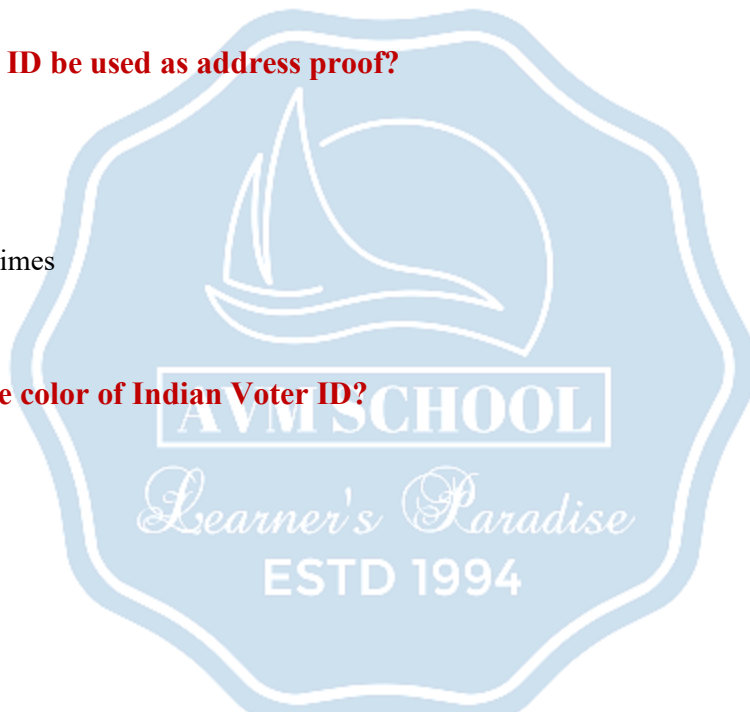 ID be used as address proof?
imes
e color of Indian Voter ID?
AVM SCHOOL
Learner's Paradise
ESTD 1994